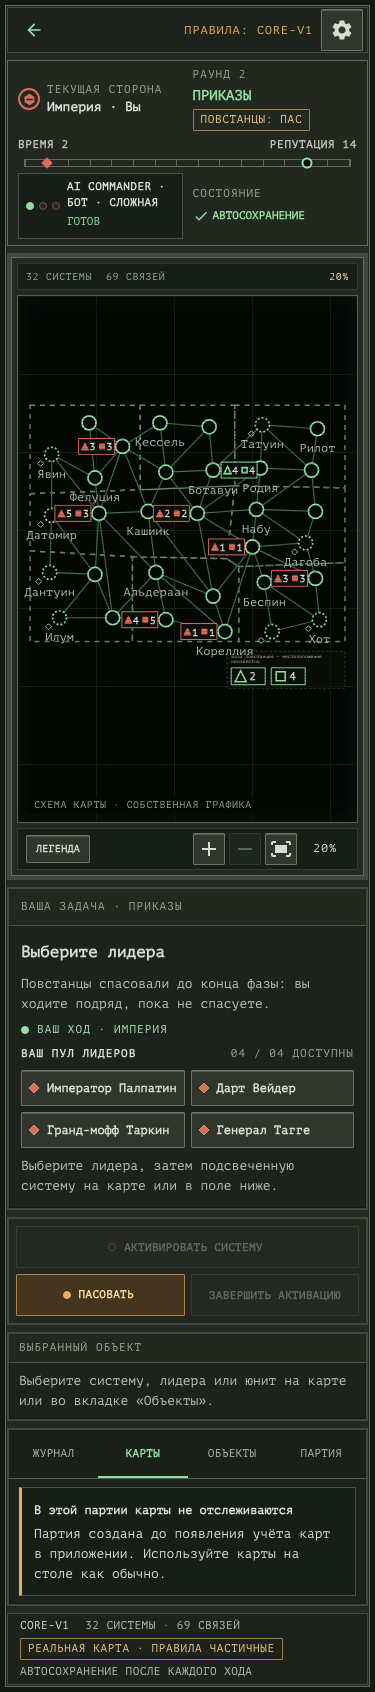 ПРАВИЛА: CORE-V1
ТЕКУЩАЯ СТОРОНА
Империя · Вы
РАУНД 2
ПРИКАЗЫ
ПОВСТАНЦЫ: ПАС
ВРЕМЯ 2
РЕПУТАЦИЯ 14
AI COMMANDER ·
БОТ · СЛОЖНАЯ
ГОТОВ
СОСТОЯНИЕ
АВТОСОХРАНЕНИЕ
32 СИСТЕМЫ 69 СВЯЗЕЙ
20%
3 3
Кессель
Татуин
Рилот
Явин
4 4
Фелуция
Ботавуи
Родия
5 3
2 2
Датомир
Кашиик
Набу
1 1
Дагоба
Дантуин
Альдераан
3 3
Беспин
4 5
1 1
Илум
Хот
Кореллия
2 4
СХЕМА КАРТЫ · СОБСТВЕННАЯ ГРАФИКА
ЛЕГЕНДА
20%
ВАША ЗАДАЧА · ПРИКАЗЫ
Выберите лидера
Повстанцы спасовали до конца фазы: вы
ходите подряд, пока не спасуете.
ВАШ ХОД · ИМПЕРИЯ
ВАШ ПУЛ ЛИДЕРОВ
04 / 04 ДОСТУПНЫ
Император Палпатин
Дарт Вейдер
Гранд-мофф Таркин
Генерал Тагге
Выберите лидера, затем подсвеченную
систему на карте или в поле ниже.
АКТИВИРОВАТЬ СИСТЕМУ
ПАСОВАТЬ
ЗАВЕРШИТЬ АКТИВАЦИЮ
ВЫБРАННЫЙ ОБЪЕКТ
Выберите систему, лидера или юнит на карте
или во вкладке «Объекты».
ЖУРНАЛ
КАРТЫ
ОБЪЕКТЫ
ПАРТИЯ
В этой партии карты не отслеживаются
Партия создана до появления учёта карт
в приложении. Используйте карты на
столе как обычно.
CORE-V1 32 СИСТЕМЫ · 69 СВЯЗЕЙ
РЕАЛЬНАЯ КАРТА · ПРАВИЛА ЧАСТИЧНЫЕ
АВТОСОХРАНЕНИЕ ПОСЛЕ КАЖДОГО ХОДА